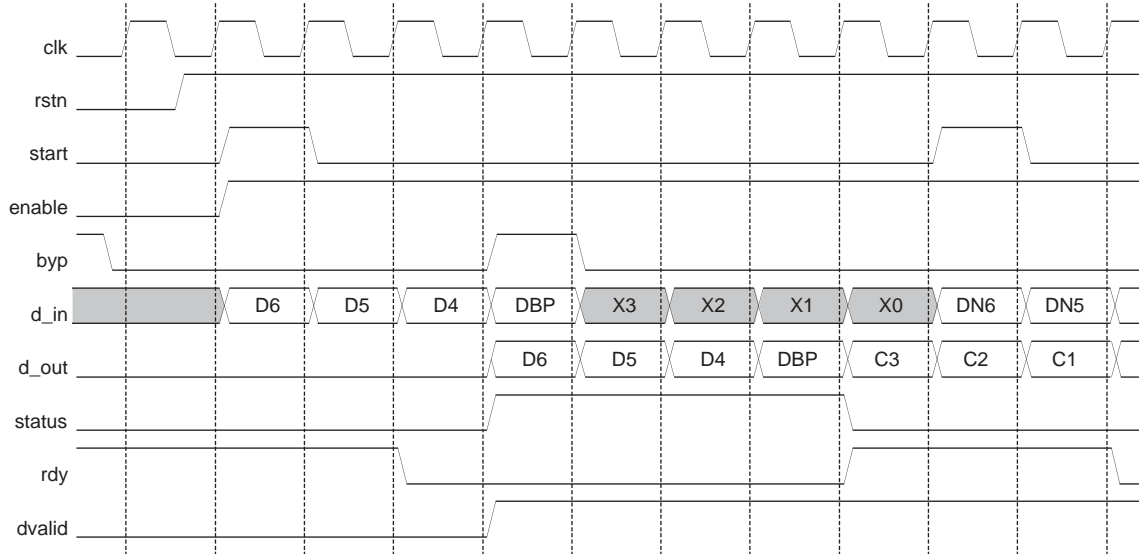 clk
rstn
start
enable
byp
d_in D6 D5 D4 DBP X3 X2 X1 X0 DN6 DN5
d_out D6 D5 D4 DBP C3 C2 C1
status
rdy
dvalid